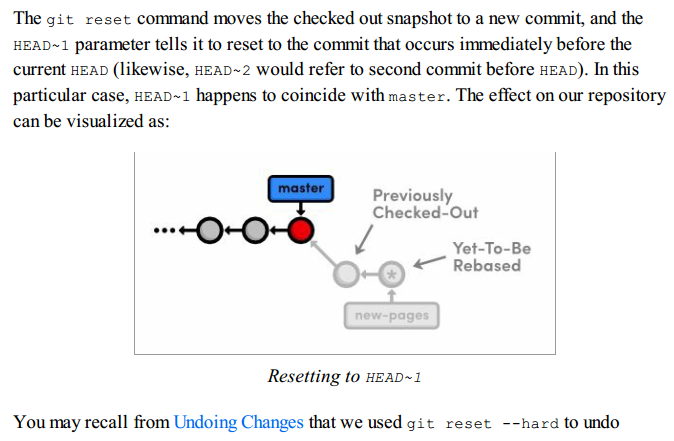 The git reset command moves the checked out snapshot to a new commit, and the
HEAD~1 parameter tells it to reset to the commit that occurs immediately before the
current HEAD (likewise, HEAD~2 would refer to second commit before HEAD). In this
particular case, HEAD~1 happens to coincide with master. The effect on our repository
can be visualized as:
master
Previously
Checked-Out
Yet-To-Be
Rebased
*
new-pages
Resetting to HEAD~1
You may recall from Undoing Changes that we used git reset --hard to undo